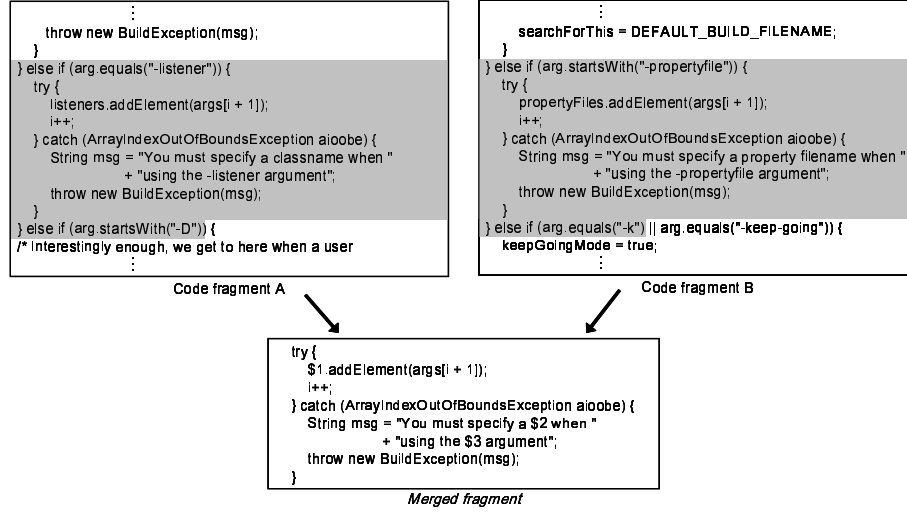 throw new BuildException(msg);
}
} else if (arg.equals("-listener")) {
try {
listeners.addElement(args[i + 1]);
i++;
} catch (ArrayIndexOutOfBoundsException aioobe) {
String msg = "You must specify a classname when "
+ "using the -listener argument";
throw new BuildException(msg);
}
} else if (arg.startsWith("-D")) {
/* Interestingly enough, we get to here when a user
Code fragment A
searchForThis = DEFAULT_BUILD_FILENAME;
}
} else if (arg.startsWith("-propertyfile")) {
try {
propertyFiles.addElement(args[i + 1]);
i++;
} catch (ArrayIndexOutOfBoundsException aioobe) {
String msg = "You must specify a property filename when "
+ "using the -propertyfile argument";
throw new BuildException(msg);
}
} else if (arg.equals("-k") || arg.equals("-keep-going")) {
keepGoingMode = true;
Code fragment B
try {
$1.addElement(args[i + 1]);
i++;
} catch (ArrayIndexOutOfBoundsException aioobe) {
String msg = "You must specify a $2 when "
+ "using the $3 argument";
throw new BuildException(msg);
}
Merged fragment